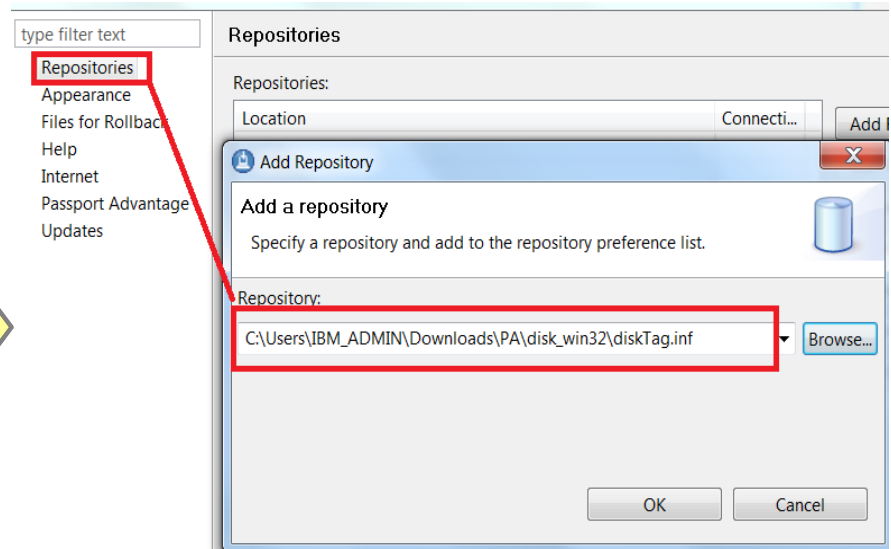 type filter text
Repositories
Appearance
Files for Rollback
Help
Internet
Passport Advantage
Updates
Repositories
Repositories:
Location Connecti...
Add
Add Repository
X
Add a repository
Specify a repository and add to the repository preference list.
Repository:
C:\Users\IBM_ADMIN\Downloads\PA\disk_win32\diskTag.inf
Browse...
OK Cancel